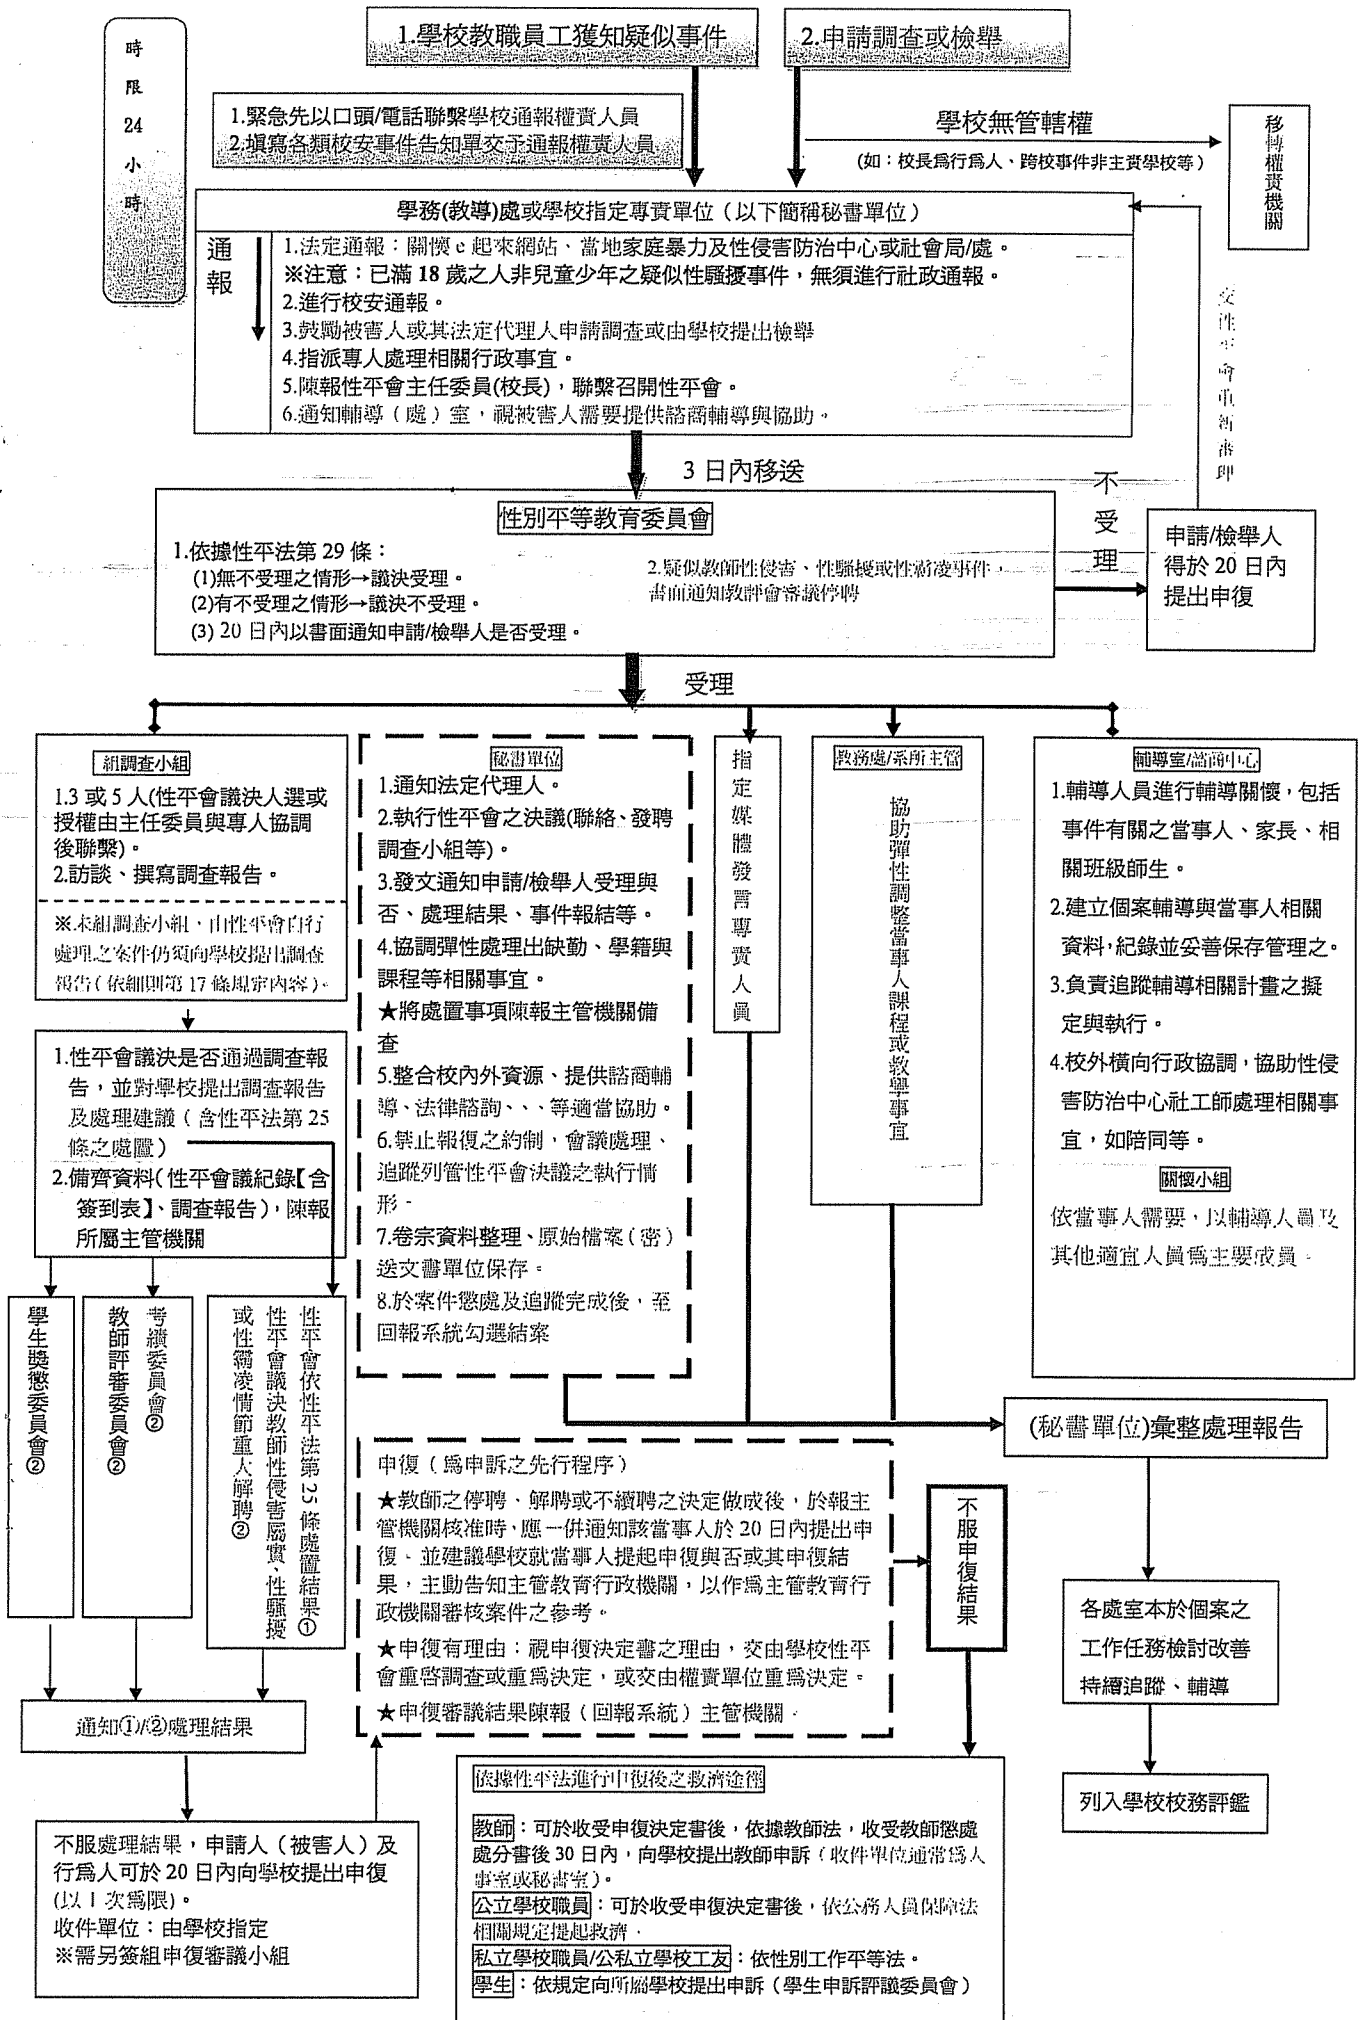 時
限
24
小
時
1.學校教職員工獲知疑似事件
2.申請調查或檢舉
1.緊急先以口頭/電話聯繫學校通報權責人員
2.填寫各類校安事件告知單交予通報權責人員
學校無管轄權
(如：校長為行為人、跨校事件非主責學校等)
移轉權責機關
學務(教導)處或學校指定專責單位（以下簡稱秘書單位）
通報
1.法定通報：關懷 e 起來網站、當地家庭暴力及性侵害防治中心或社會局/處。
※注意：已滿 18 歲之人非兒童少年之疑似性騷擾事件，無須進行社政通報。
2.進行校安通報。
3.鼓勵被害人或其法定代理人申請調查或由學校提出檢舉
4.指派專人處理相關行政事宜。
5.陳報性平會主任委員(校長)，聯繫召開性平會。
6.通知輔導（處）室，視被害人需要提供諮商輔導與協助。
交性平會重新審理
3 日內移送
不受理
性別平等教育委員會
1.依據性平法第 29 條：
(1)無不受理之情形→議決受理。
(2)有不受理之情形→議決不受理。
(3) 20 日內以書面通知申請/檢舉人是否受理。
2.疑似教師性侵害、性騷擾或性霸凌事件，
書面通知教評會審議停聘
申請/檢舉人
得於 20 日內
提出申復
受理
組調查小組
1.3 或 5 人(性平會議決人選或
授權由主任委員與專人協調
後聯繫)。
2.訪談、撰寫調查報告。
※未組調查小組，由性平會自行
處理之案件仍須向學校提出調查
報告(依細則第 17 條規定內容)。
1.性平會議決是否通過調查報
告，並對學校提出調查報告
及處理建議（含性平法第 25
條之處置）
2.備齊資料(性平會議紀錄【含
簽到表】、調查報告)，陳報
所屬主管機關
秘書單位
1.通知法定代理人。
2.執行性平會之決議(聯絡、發聘
調查小組等)。
3.發文通知申請/檢舉人受理與
否、處理結果、事件報結等。
4.協調彈性處理出缺勤、學籍與
課程等相關事宜。
★將處置事項陳報主管機關備
查
5.整合校內外資源、提供諮商輔
導、法律諮詢、、、等適當協助。
6.禁止報復之約制，會議處理、
追蹤列管性平會決議之執行情
形。
7.卷宗資料整理、原始檔案（密）
送文書單位保存。
8.於案件懲處及追蹤完成後，至
回報系統勾選結案
指定媒體發言專責人員
教務處/系所主管
協助彈性調整當事人課程或教學事宜
輔導室/諮商中心
1.輔導人員進行輔導關懷，包括
事件有關之當事人、家長、相
關班級師生。
2.建立個案輔導與當事人相關
資料，紀錄並妥善保存管理之。
3.負責追蹤輔導相關計畫之擬
定與執行。
4.校外橫向行政協調，協助性侵
害防治中心社工師處理相關事
宜，如陪同等。
關懷小組
依當事人需要，以輔導人員及
其他適宜人員為主要成員。
學生獎懲委員會②
考績委員會②
教師評審委員會②
性平會依性平法第 25 條處置結果①
性平會議決教師性侵害屬實、性騷擾
或性霸凌情節重大解聘②
通知①/②處理結果
不服處理結果，申請人（被害人）及
行為人可於 20 日內向學校提出申復
(以 1 次為限)。
收件單位：由學校指定
※需另簽組申復審議小組
申復（為申訴之先行程序）
★教師之停聘、解聘或不續聘之決定做成後，於報主
管機關核准時，應一併通知該當事人於 20 日內提出申
復。並建議學校就當事人提起申復與否或其申復結
果，主動告知主管教育行政機關，以作為主管教育行
政機關審核案件之參考。
★申復有理由：視申復決定書之理由，交由學校性平
會重啓調查或重為決定，或交由權責單位重為決定。
★申復審議結果陳報（回報系統）主管機關。
不服申復結果
(秘書單位)彙整處理報告
各處室本於個案之
工作任務檢討改善
持續追蹤、輔導
列入學校校務評鑑
依據性平法進行申復後之救濟途徑
教師：可於收受申復決定書後，依據教師法，收受教師懲處
處分書後 30 日內，向學校提出教師申訴（收件單位通常為人
事室或秘書室）。
公立學校職員：可於收受申復決定書後，依公務人員保障法
相關規定提起救濟。
私立學校職員/公私立學校工友：依性別工作平等法。
學生：依規定向所屬學校提出申訴（學生申訴評議委員會）